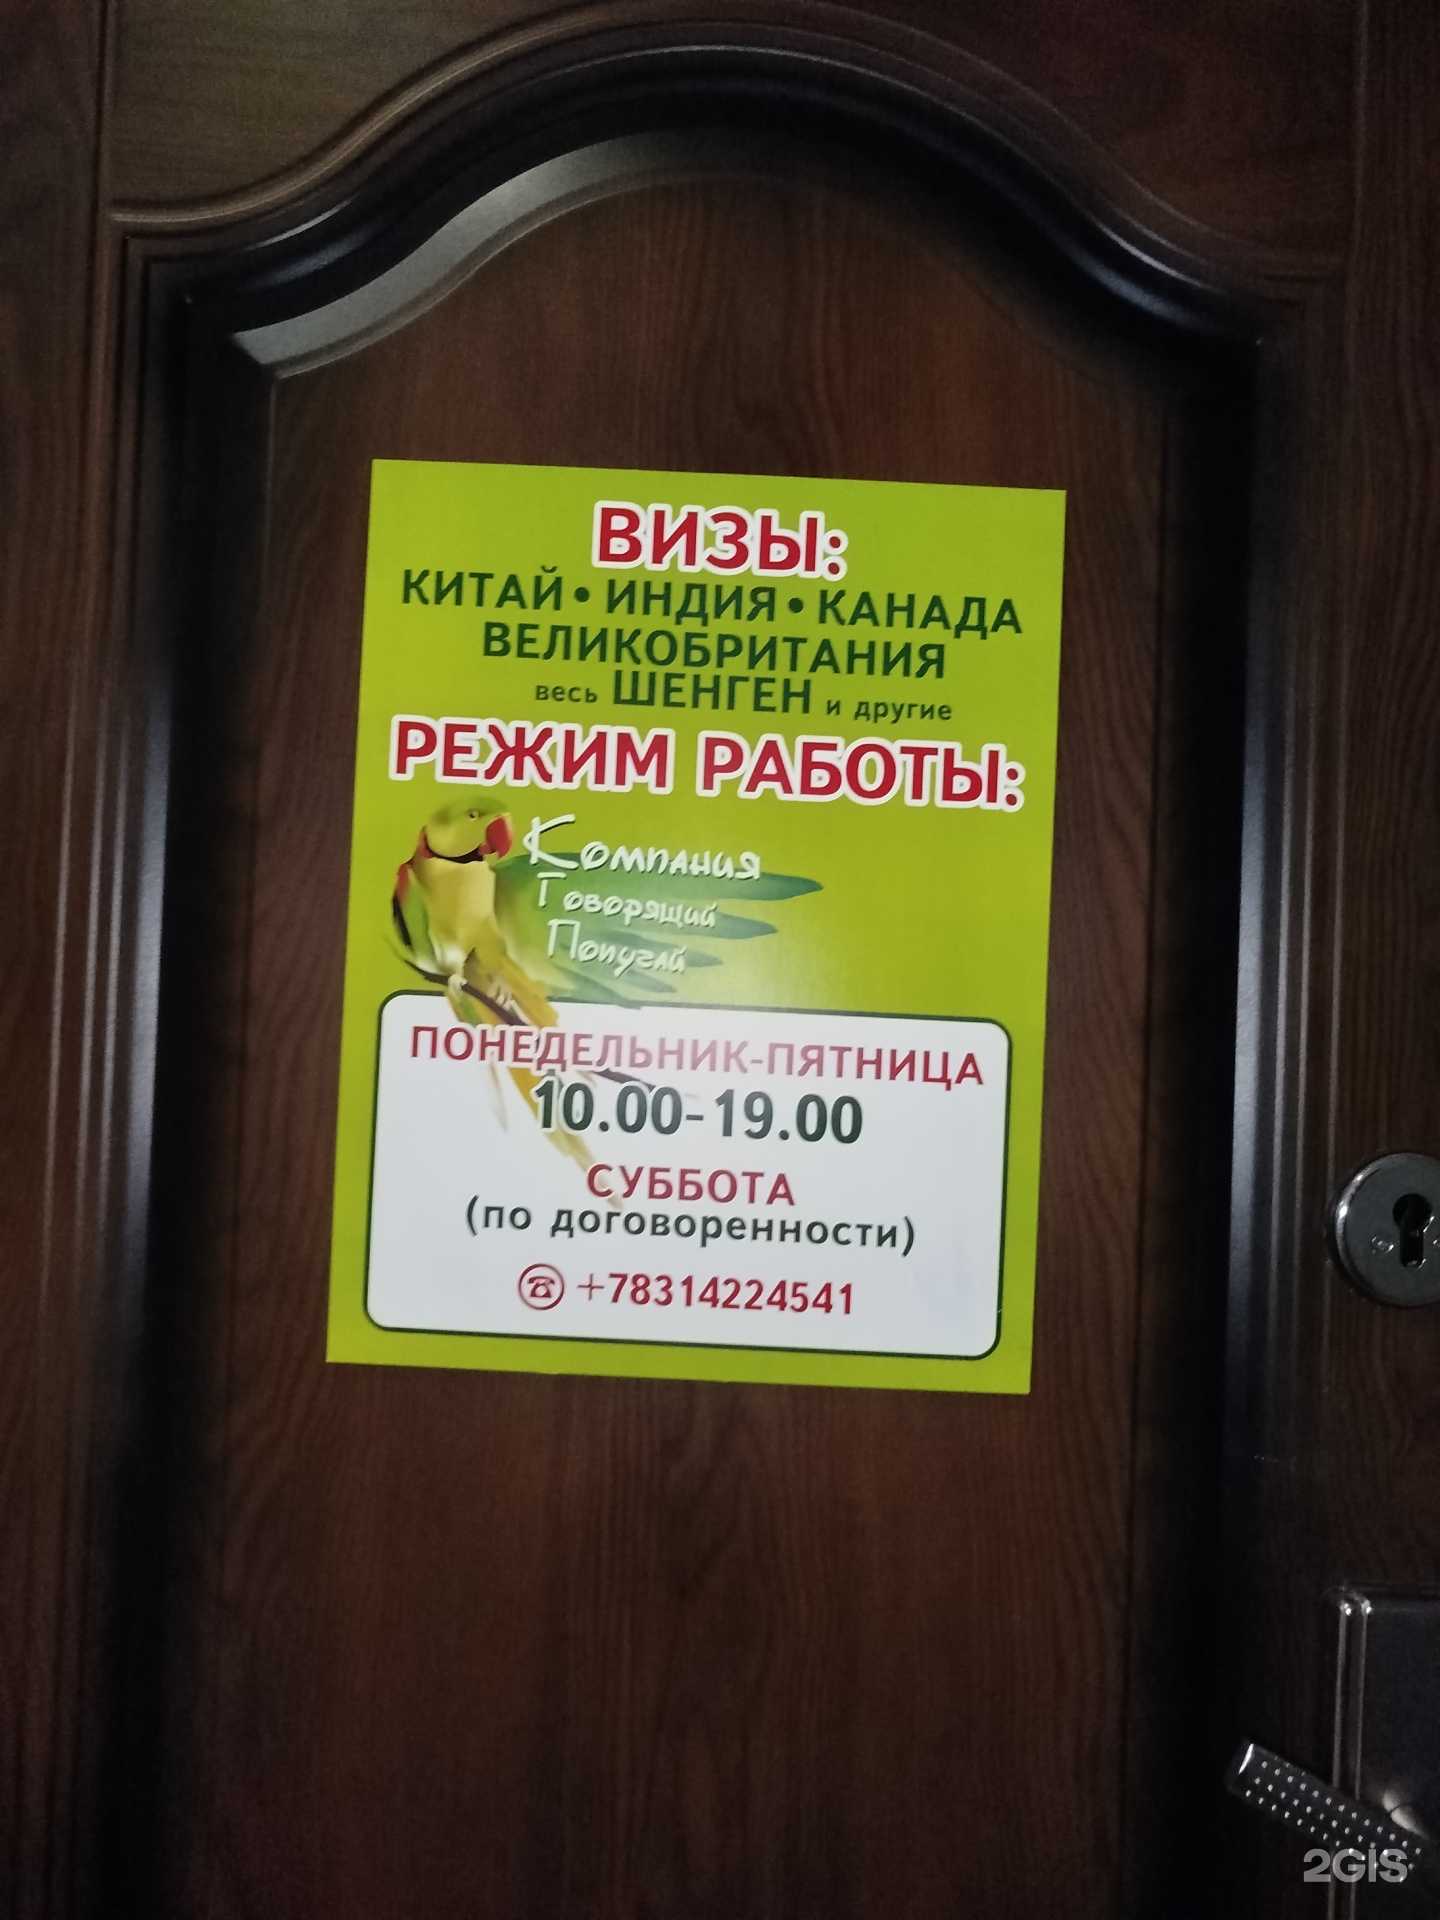 ВИЗЫ:
КИТАЙ • ИНДИЯ • КАНАДА
ВЕЛИКОБРИТАНИЯ
весь ШЕНГЕН и другие
РЕЖИМ РАБОТЫ:
Компания
Говорящий
Попугай
ПОНЕДЕЛЬНИК-ПЯТНИЦА
10.00-19.00
СУББОТА
(по договоренности)
☎ +78314224541
2GIS